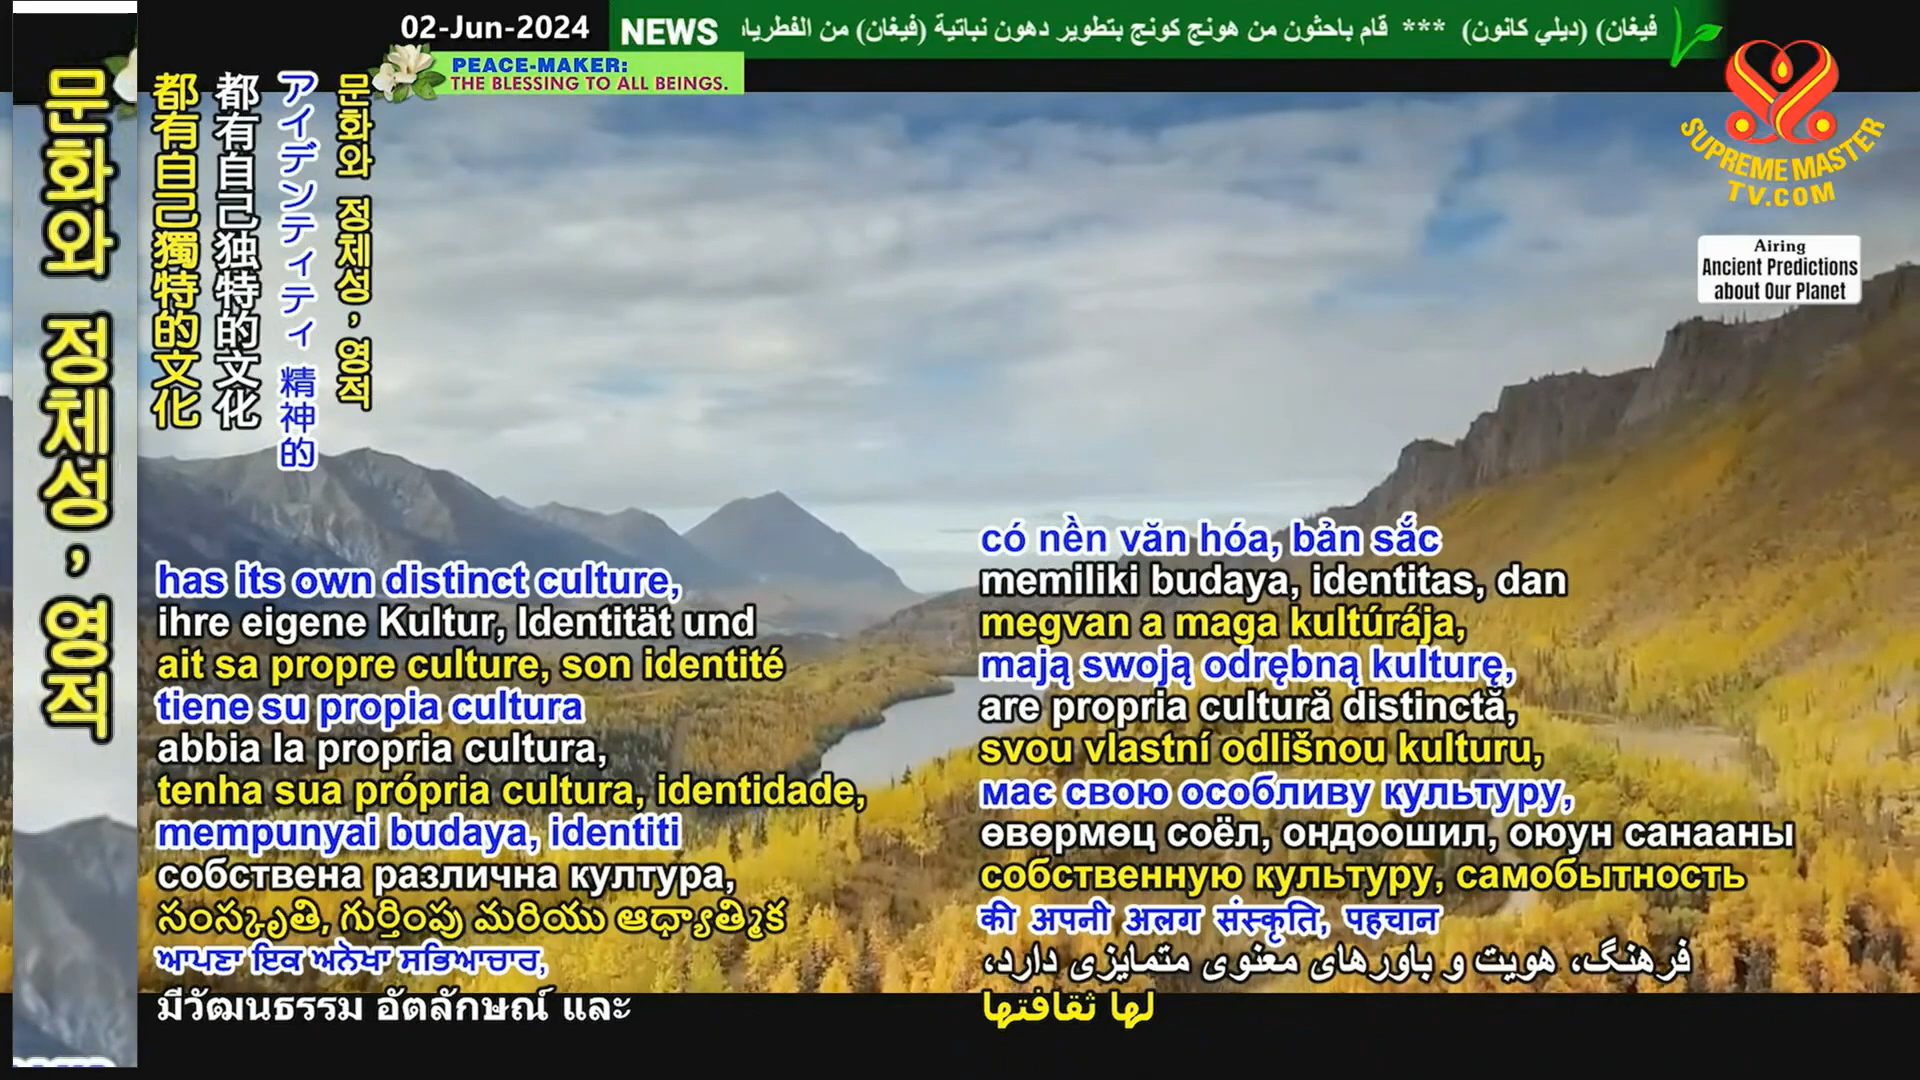 02-Jun-2024
NEWS
فيغان) (ديلي كانون) *** قام باحثون من هونج كونج بتطوير دهون نباتية (فيغان) من الفطريا
PEACE-MAKER:
THE BLESSING TO ALL BEINGS.
SUPREME MASTER
TV.COM
Airing
Ancient Predictions
about Our Planet
문화와 정체성, 영적
都有自己獨特的文化
都有自己独特的文化
アイデンティティ 精神的
문화와 정체성, 영적
has its own distinct culture,
ihre eigene Kultur, Identität und
ait sa propre culture, son identité
tiene su propia cultura
abbia la propria cultura,
tenha sua própria cultura, identidade,
mempunyai budaya, identiti
собствена различна култура,
సంస్కృతి, గుర్తింపు మరియు ఆధ్యాత్మిక
ਆਪਣਾ ਇਕ ਅਨੋਖਾ ਸਭਿਆਚਾਰ,
มีวัฒนธรรม อัตลักษณ์ และ
có nền văn hóa, bản sắc
memiliki budaya, identitas, dan
megvan a maga kultúrája,
mają swoją odrębną kulturę,
are propria cultură distinctă,
svou vlastní odlišnou kulturu,
має свою особливу культуру,
өвөрмөц соёл, ондоошил, оюун санааны
собственную культуру, самобытность
की अपनी अलग संस्कृति, पहचान
فرهنگ، هویت و باورهای معنوی متمایزی دارد،
لها ثقافتها